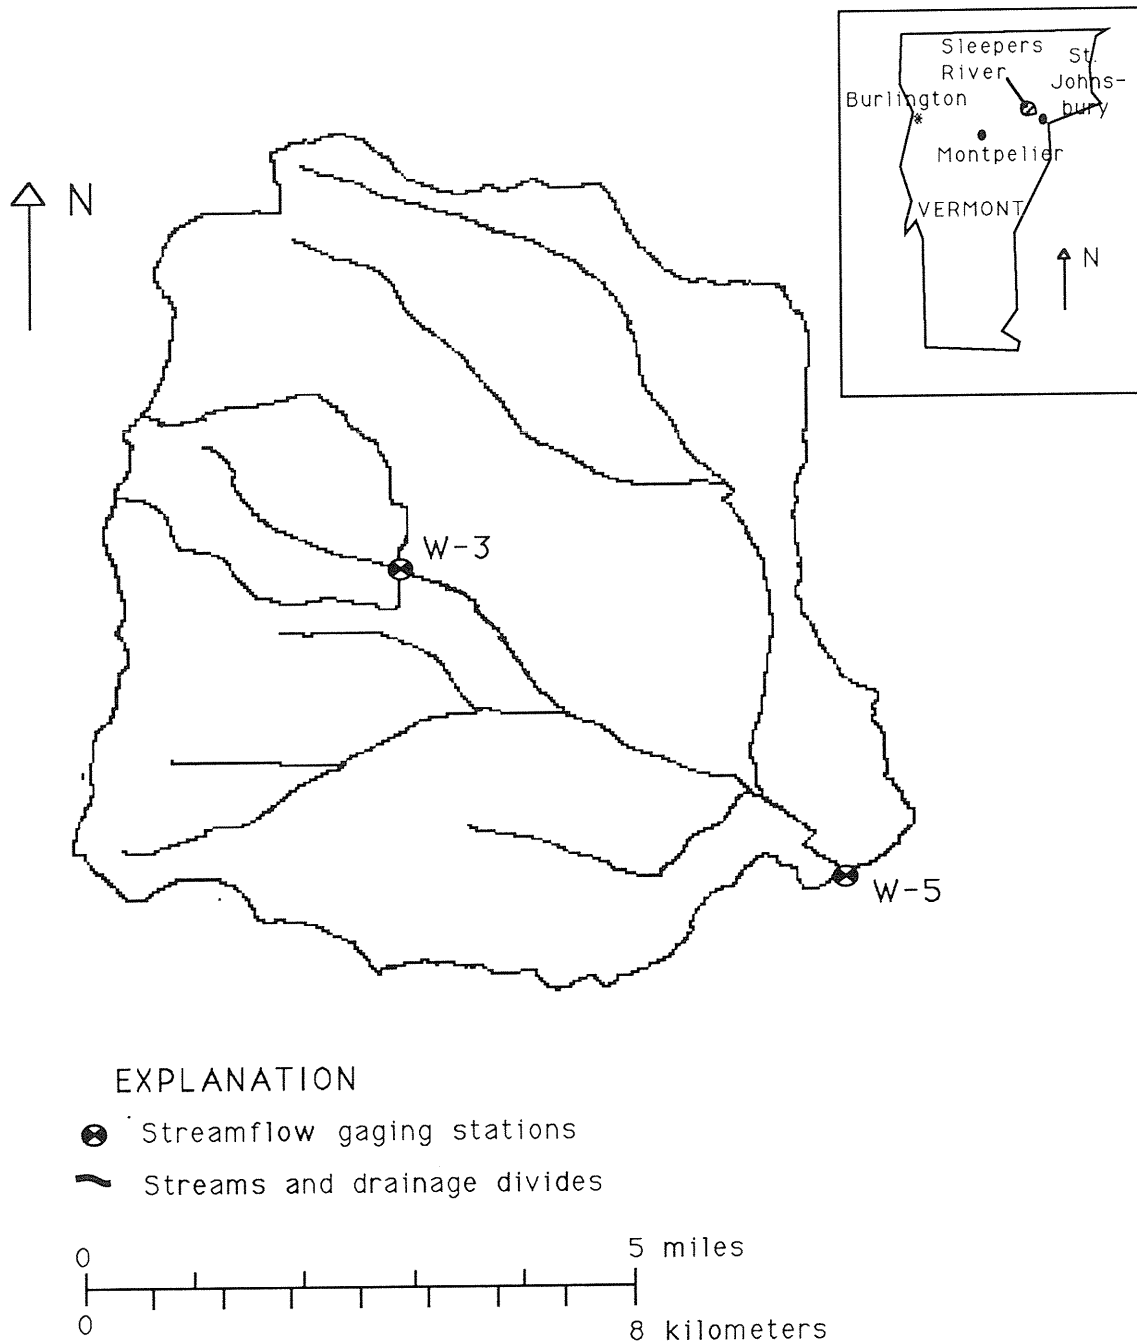 Sleepers
River
St.
Johns-
bury
Burlington
Montpelier
VERMONT
N
N
W-3
W-5
EXPLANATION
Streamflow gaging stations
Streams and drainage divides
0
5 miles
0
8 kilometers